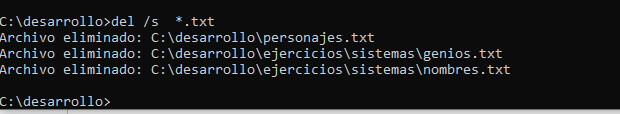 C:\desarrollo>del /s  *.txt
Archivo eliminado: C:\desarrollo\personajes.txt
Archivo eliminado: C:\desarrollo\ejercicios\sistemas\genios.txt
Archivo eliminado: C:\desarrollo\ejercicios\sistemas\nombres.txt
C:\desarrollo>